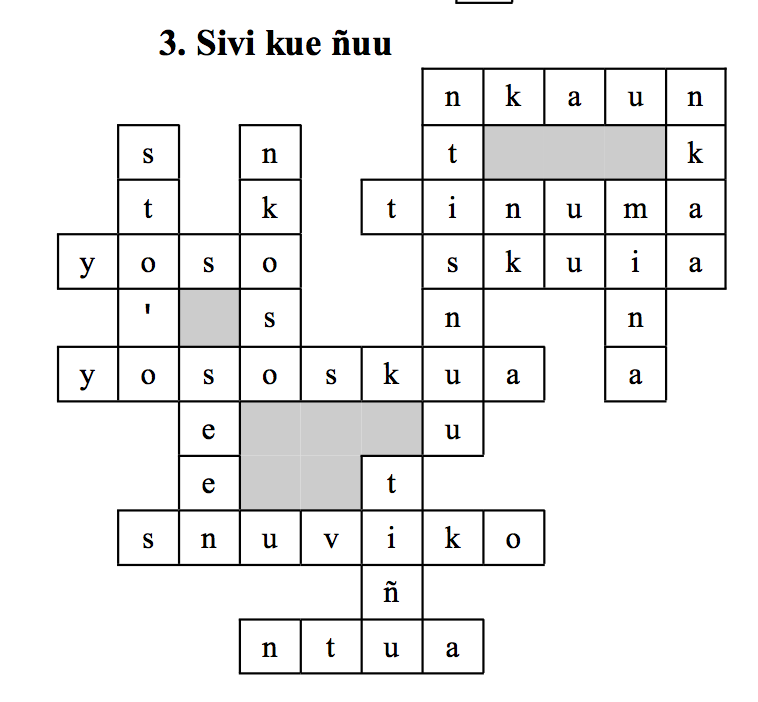 3. Sivi kue ñuu
n k a u n
s n t k
t k t i n u m a
y o s o s k u i a
' s n n
y o s o s k u a a
e u
e t
s n u v i k o
ñ
n t u a